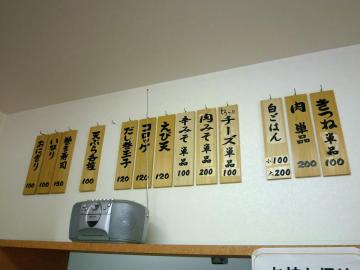 きつね単品 100
肉単品 200
白ごはん 小100 大200
チーズ単品 100
肉みそ単品 200
辛みそ単品 100
えび天 120
コロッケ 120
だし巻玉子 120
天ぷら各種 100
巻き寿司 150
いなり 100
おにぎり 100